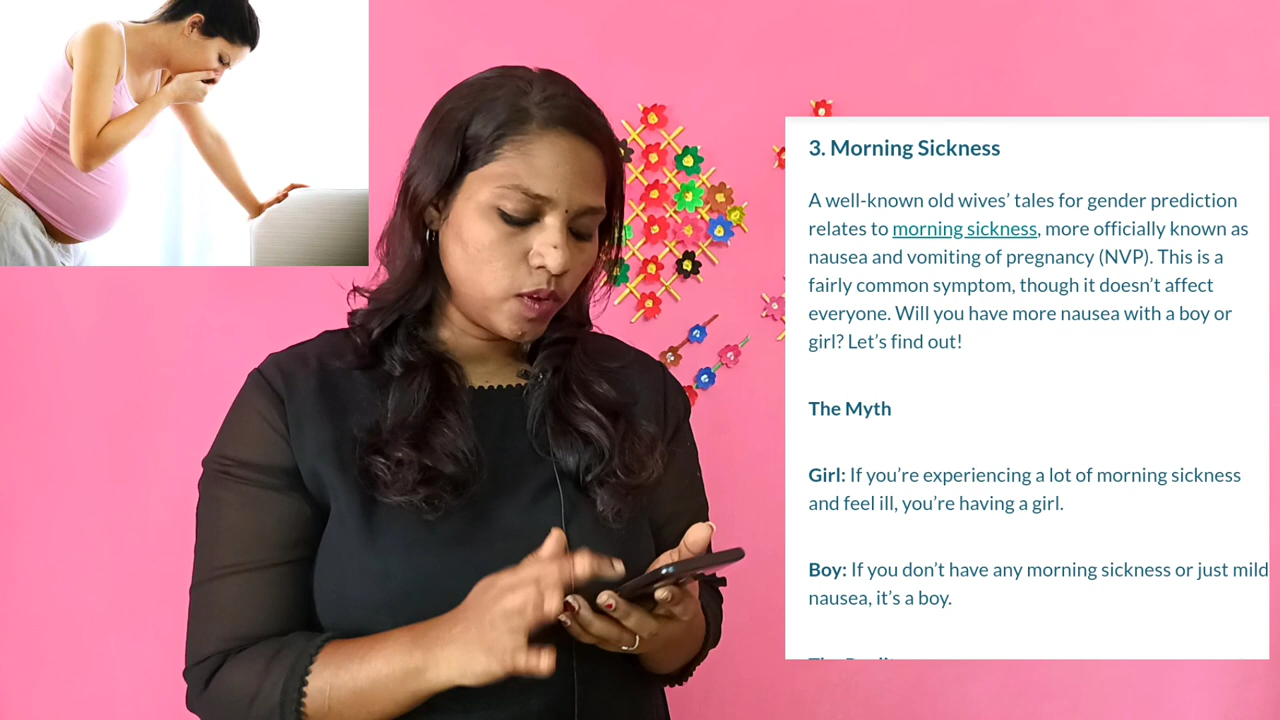 3. Morning Sickness
A well-known old wives’ tales for gender prediction
relates to morning sickness, more officially known as
nausea and vomiting of pregnancy (NVP). This is a
fairly common symptom, though it doesn’t affect
everyone. Will you have more nausea with a boy or
girl? Let’s find out!
The Myth
Girl: If you’re experiencing a lot of morning sickness
and feel ill, you’re having a girl.
Boy: If you don’t have any morning sickness or just mild
nausea, it’s a boy.